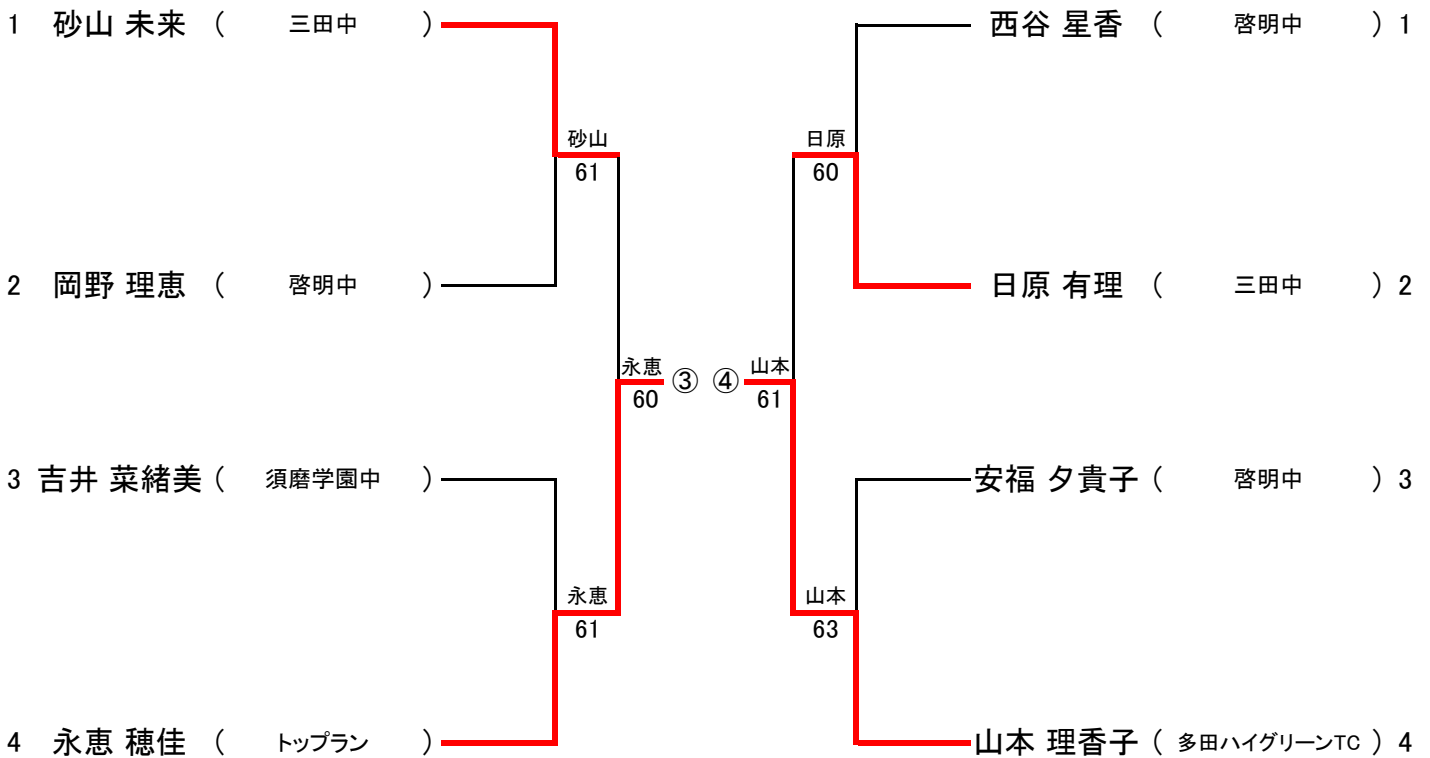 1 砂山 未来 ( 三田中 )
西谷 星香 ( 啓明中 ) 1
砂山
61
日原
60
2 岡野 理恵 ( 啓明中 )
日原 有理 ( 三田中 ) 2
永恵
60
③ ④
山本
61
3 吉井 菜緒美 ( 須磨学園中 )
安福 夕貴子 ( 啓明中 ) 3
永恵
61
山本
63
4 永恵 穂佳 ( トップラン )
山本 理香子 ( 多田ハイグリーンTC ) 4